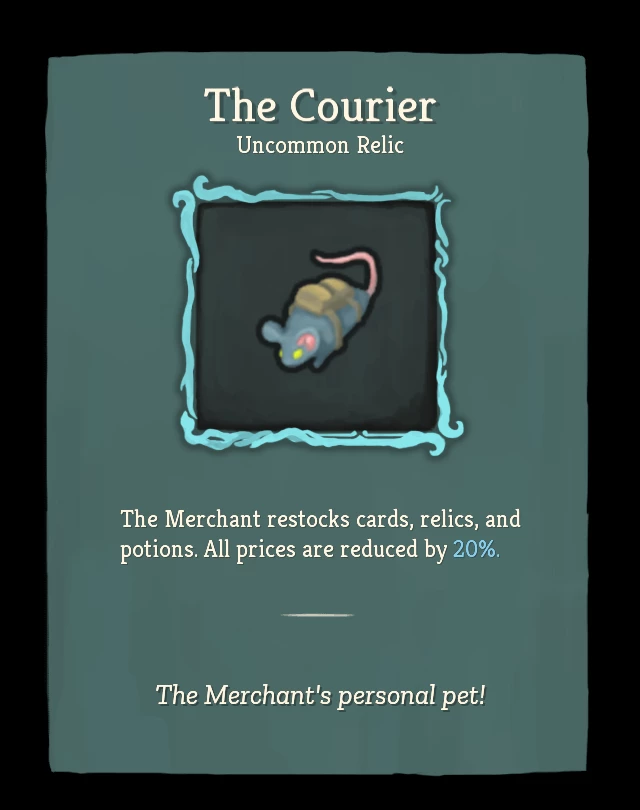 The Courier
Uncommon Relic
The Merchant restocks cards, relics, and
potions. All prices are reduced by 20%.
The Merchant's personal pet!